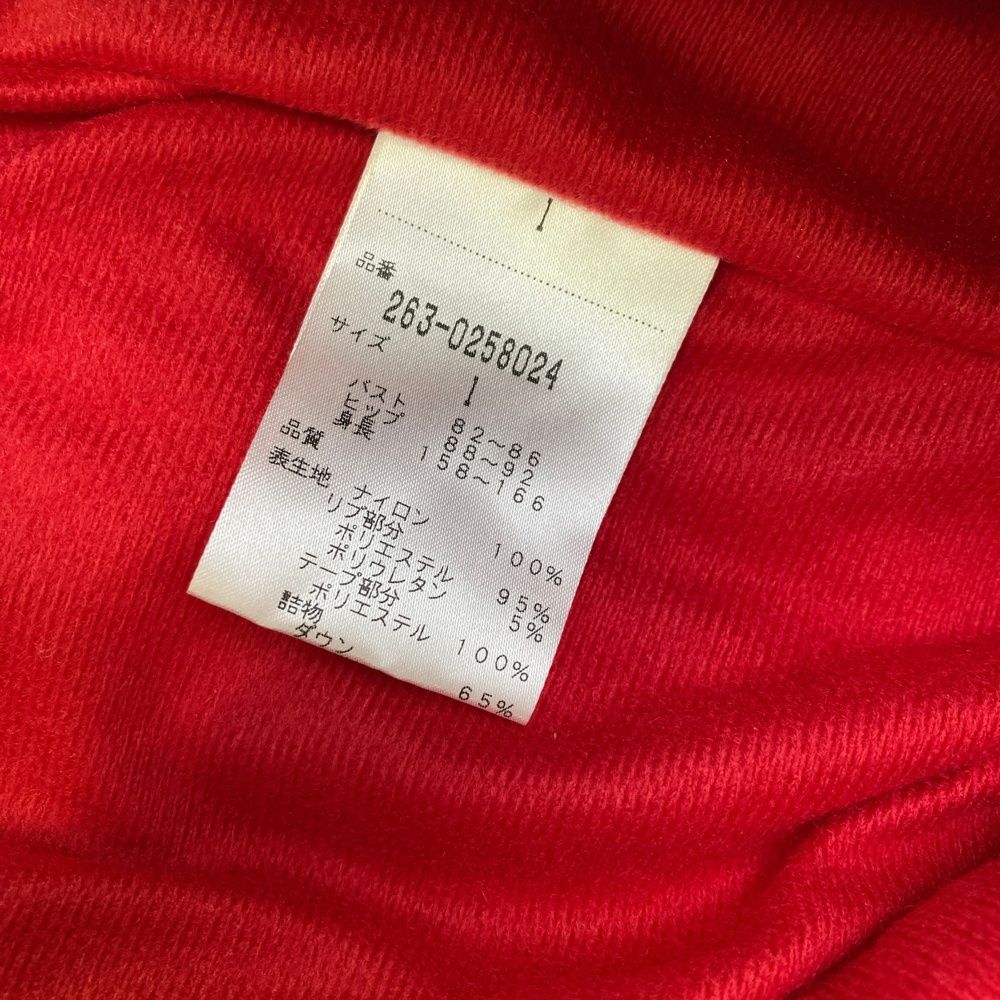 1
品番
263-0258024
サイズ
1
バスト 82～86
ヒップ 88～92
身長 158～166
品質
表生地
ナイロン 100%
リブ部分
ポリエステル 95%
ポリウレタン 5%
テープ部分
ポリエステル 100%
詰物
ダウン 65%